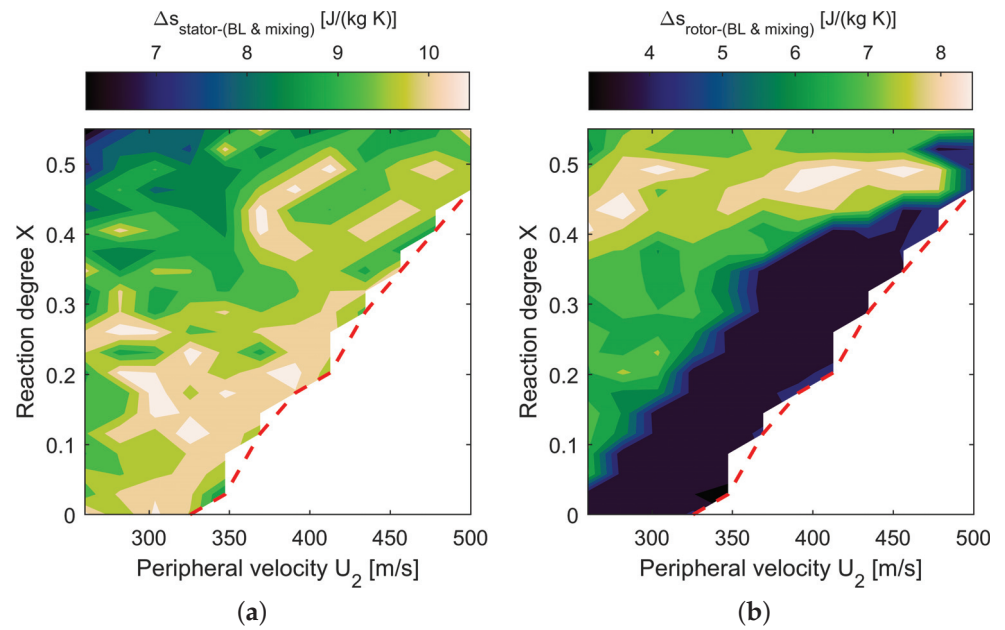 Δs_stator-(BL & mixing) [J/(kg K)]
7 8 9 10
Reaction degree X
0.5
0.4
0.3
0.2
0.1
0
300 350 400 450 500
Peripheral velocity U_2 [m/s]
(a)
Δs_rotor-(BL & mixing) [J/(kg K)]
4 5 6 7 8
Reaction degree X
0.5
0.4
0.3
0.2
0.1
0
300 350 400 450 500
Peripheral velocity U_2 [m/s]
(b)